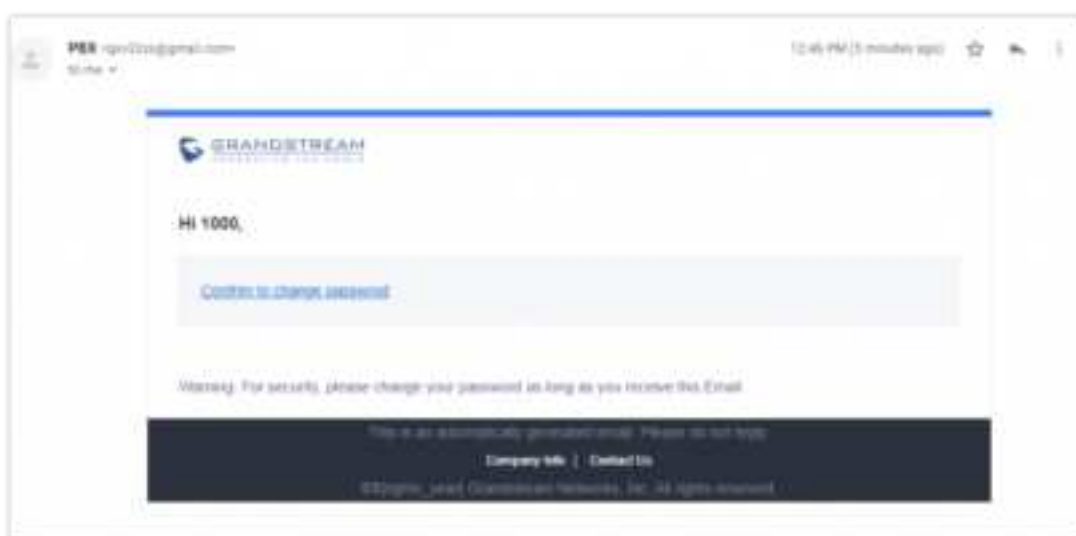 PBX
to me
12:46 PM (5 minutes ago)
GRANDSTREAM
Hi 1000,
Confirm to change password
Warning: For security, please change your password as long as you receive this Email
This is an automatically generated email. Please do not reply.
Company Info | Contact Us
Grandstream Networks, Inc. All rights reserved